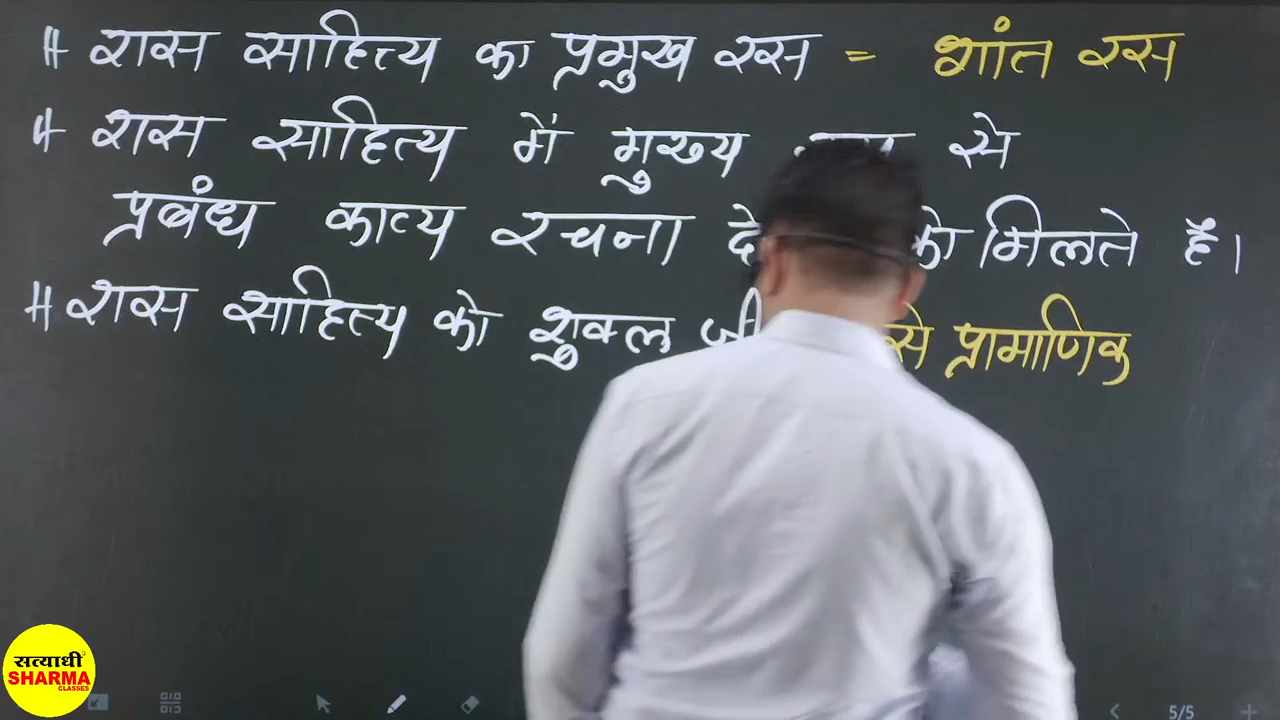 # रास साहित्य का प्रमुख रस = शांत रस
# रास साहित्य में मुख्य से
प्रबंध काव्य रचना को मिलते हैं।
# रास साहित्य को शुक्ल जी से प्रामाणिक
सत्यार्थी
SHARMA
CLASSES
5/5